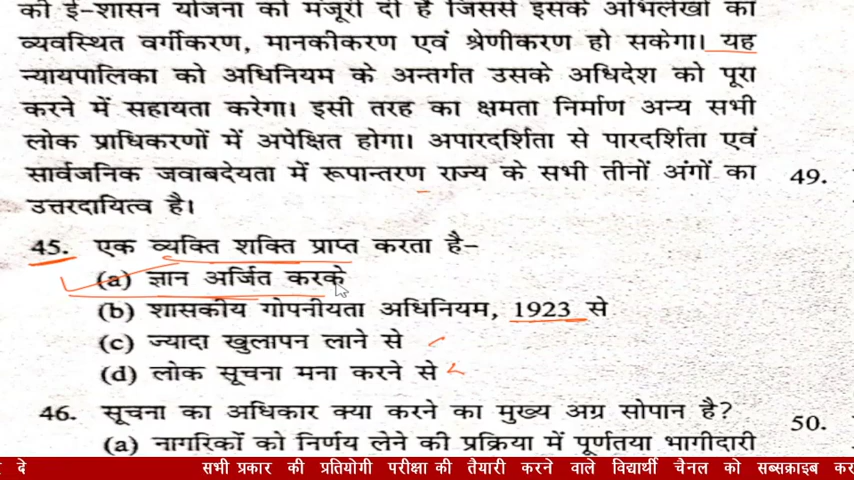 की ई-शासन योजना को मंजूरी दी है जिससे इसके अभिलेखों का
व्यवस्थित वर्गीकरण, मानकीकरण एवं श्रेणीकरण हो सकेगा। यह
न्यायपालिका को अधिनियम के अन्तर्गत उसके अधिदेश को पूरा
करने में सहायता करेगा। इसी तरह का क्षमता निर्माण अन्य सभी
लोक प्राधिकरणों में अपेक्षित होगा। अपारदर्शिता से पारदर्शिता एवं
सार्वजनिक जवाबदेयता में रूपान्तरण राज्य के सभी तीनों अंगों का
उत्तरदायित्व है।
45. एक व्यक्ति शक्ति प्राप्त करता है–
(a) ज्ञान अर्जित करके
(b) शासकीय गोपनीयता अधिनियम, 1923 से
(c) ज्यादा खुलापन लाने से
(d) लोक सूचना मना करने से
46. सूचना का अधिकार क्या करने का मुख्य अग्र सोपान है?
(a) नागरिकों को निर्णय लेने की प्रक्रिया में पूर्णतया भागीदारी
49.
50.
र दे सभी प्रकार की प्रतियोगी परीक्षा की तैयारी करने वाले विद्यार्थी चैनल को सब्सक्राइब कर